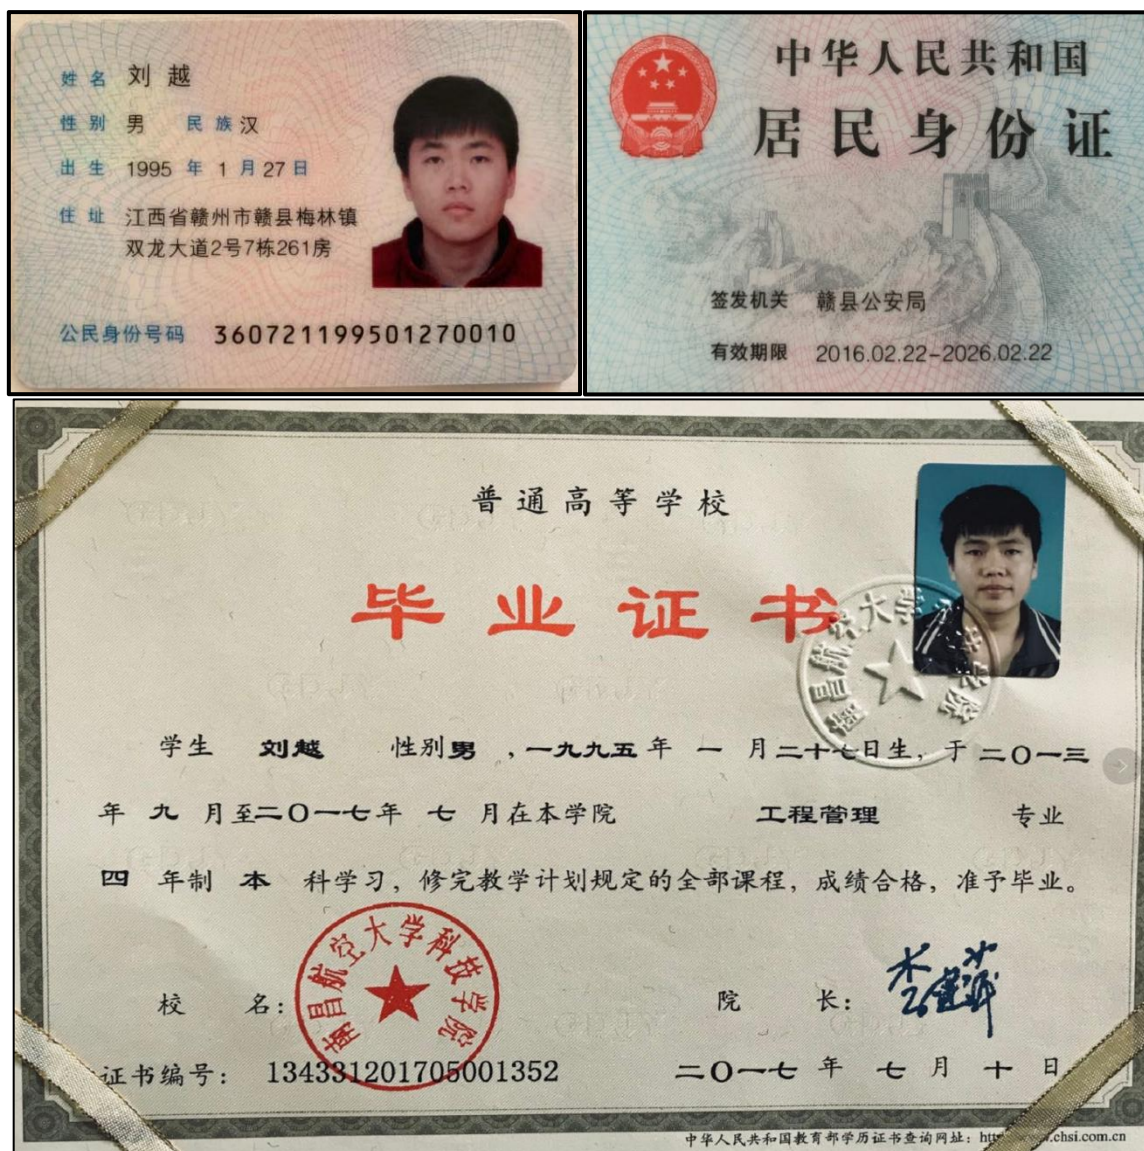 姓名 刘越
性别 男 民族 汉
出生 1995 年 1 月 27 日
住址 江西省赣州市赣县梅林镇
双龙大道2号7栋261房
公民身份号码 360721199501270010
中华人民共和国
居民身份证
签发机关 赣县公安局
有效期限 2016.02.22-2026.02.22
普通高等学校
毕业证书
南昌航空大学
学院
学生 刘越 性别男，一九九五年 一 月二十七日生，于二〇一三
年 九 月至二〇一七年 七 月在本学院 工程管理 专业
四 年制 本 科学习，修完教学计划规定的全部课程，成绩合格，准予毕业。
南昌航空大学科技学院
校 名： 院 长：
证书编号： 134331201705001352 二〇一七 年 七 月 十 日
中华人民共和国教育部学历证书查询网址： .chsi.com.cn